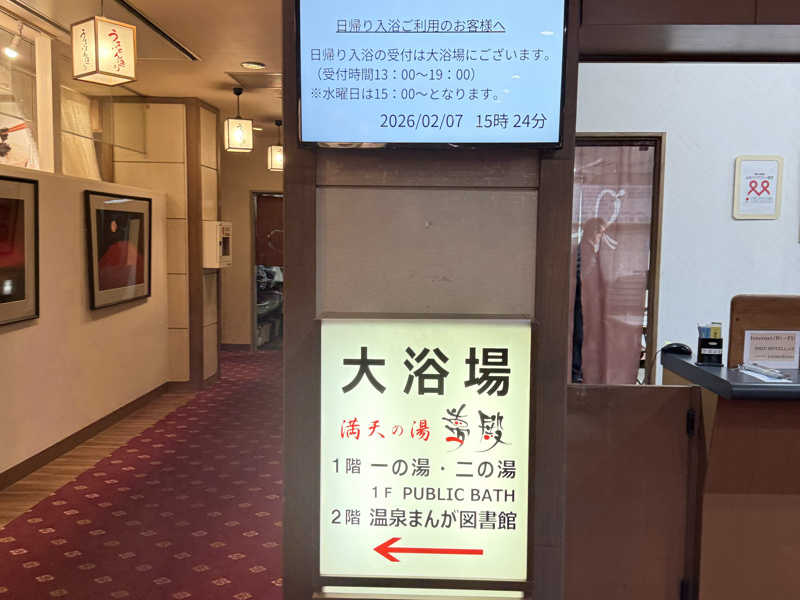 日帰り入浴ご利用のお客様へ
日帰り入浴の受付は大浴場にございます。
（受付時間13：00〜19：00）
※水曜日は15：00〜となります。
2026/02/07 15時24分
大浴場
満天の湯 夢殿
1階 一の湯・二の湯
1F PUBLIC BATH
2階 温泉まんが図書館